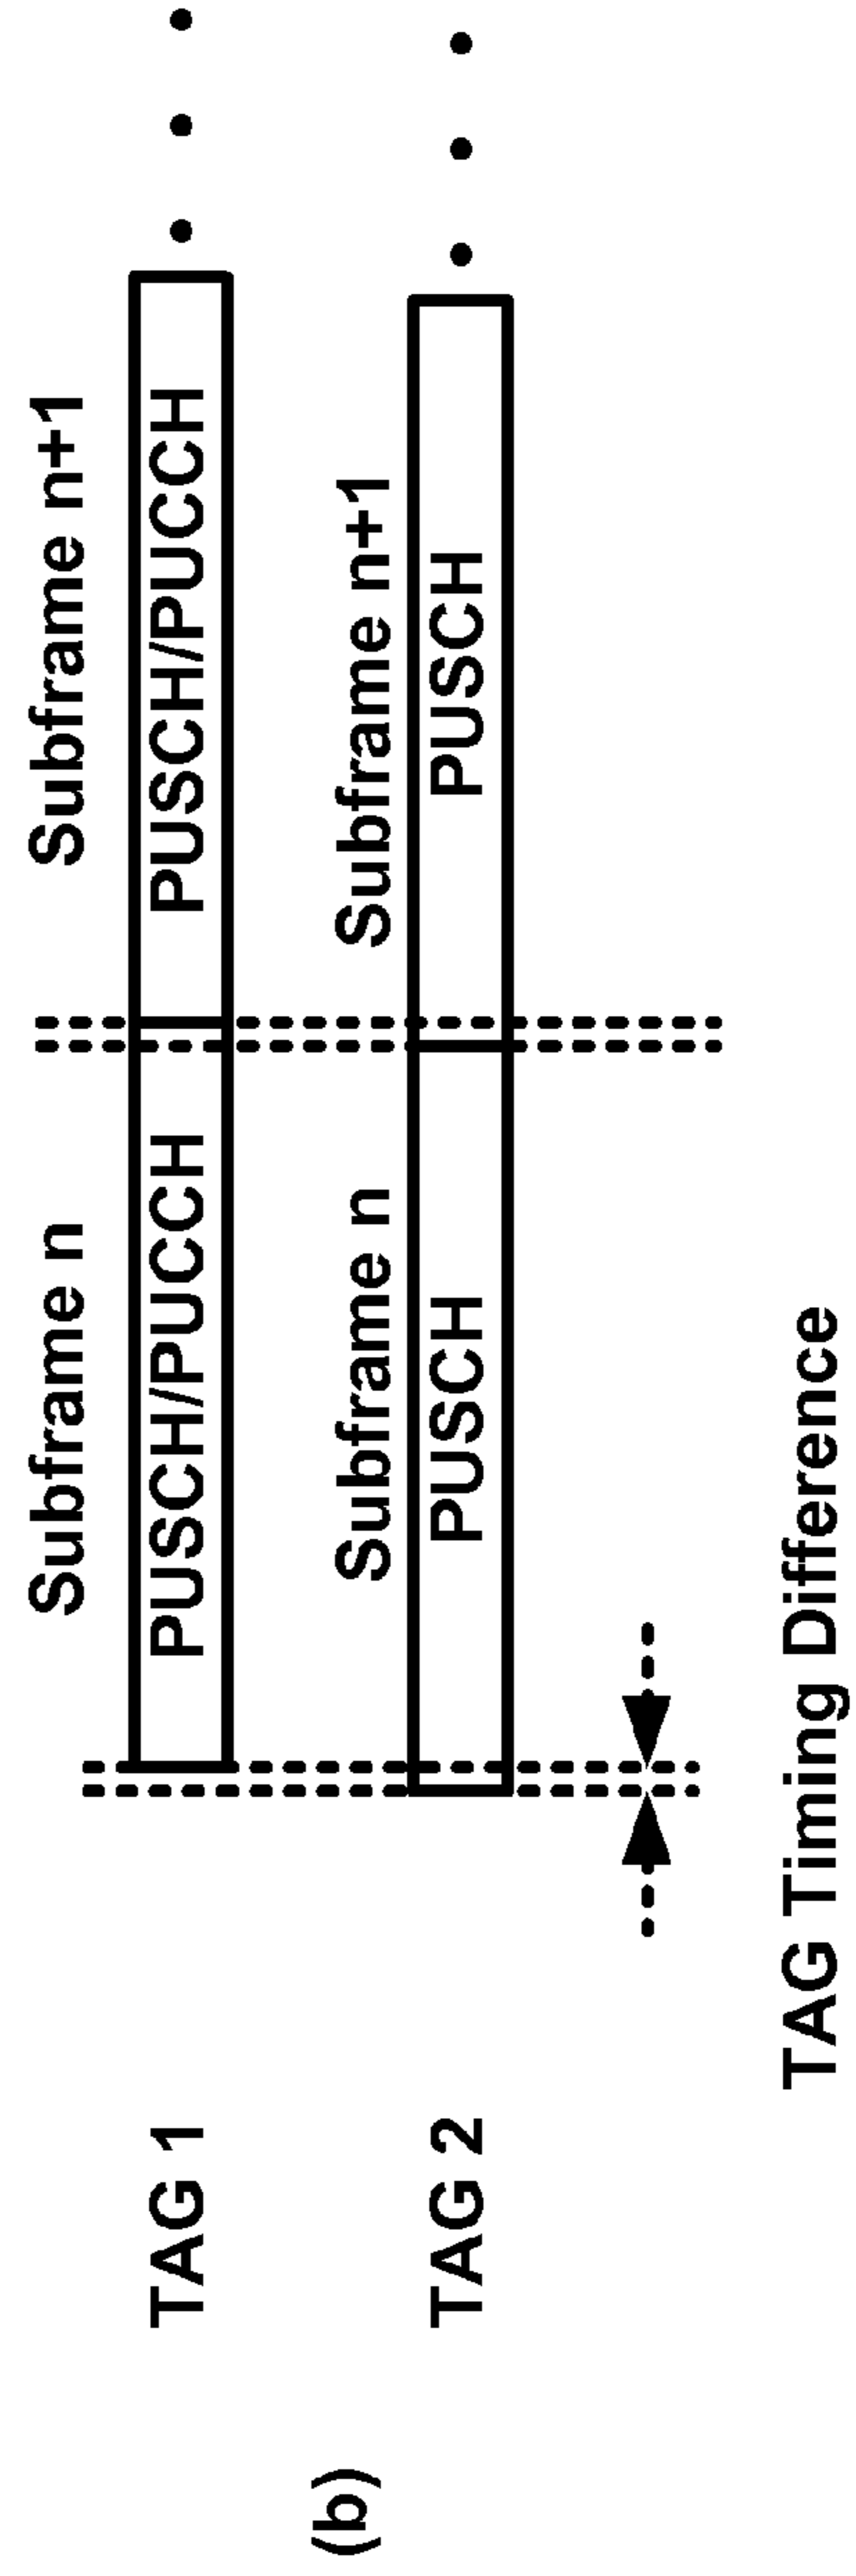 Subframe n
Subframe n+1
TAG 1
PUSCH/PUCCH
PUSCH/PUCCH
(b)
Subframe n
Subframe n+1
TAG 2
PUSCH
PUSCH
TAG Timing Difference